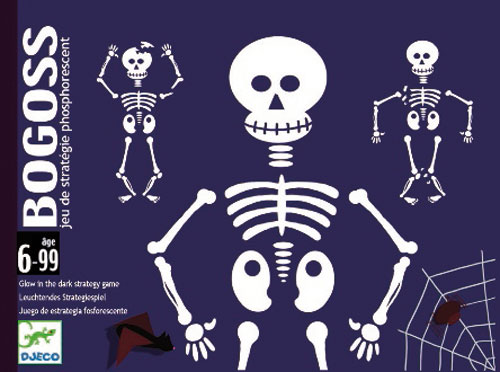 BOGOSS
jeu de stratégie phosphorescent
âge
6-99
Glow in the dark strategy game
Leuchtendes Strategiespiel
Juego de estrategia fosforescente
DJECO